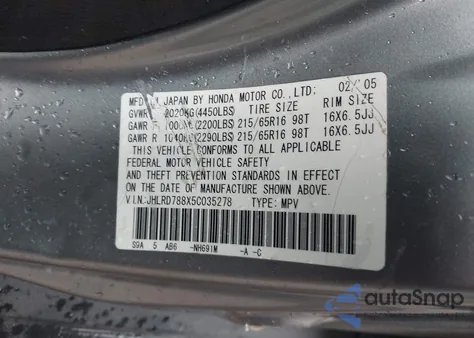 MFD IN JAPAN BY HONDA MOTOR CO.,LTD: 02/'05
GVWR 2020KG(4450LBS) TIRE SIZE RIM SIZE
GAWR F 1000KG(2200LBS) 215/65R16 98T 16X6.5JJ
GAWR R 1040KG(2290LBS) 215/65R16 98T 16X6.5JJ
THIS VEHICLE CONFORMS TO ALL APPLICABLE
FEDERAL MOTOR VEHICLE SAFETY
AND THEFT PREVENTION STANDARDS IN EFFECT
ON THE DATE OF MANUFACTURE SHOWN ABOVE.
V.I.N:JHLRD788X5C035278 TYPE: MPV
S9A 5 AB6 -NH691M -A -C
autoSnap